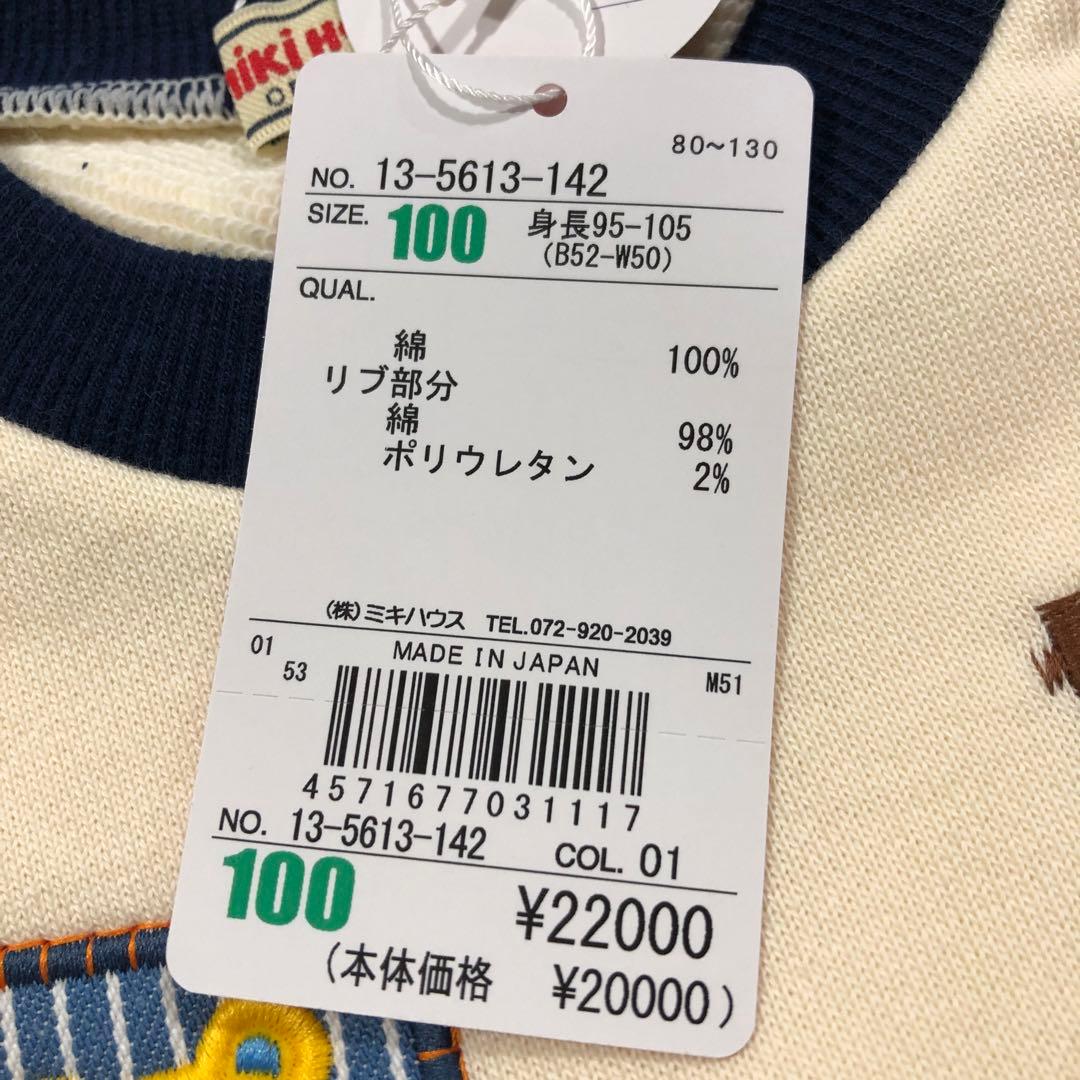 miki H
80~130
NO. 13-5613-142
SIZE. 100 身長95-105
(B52-W50)
QUAL.
綿 100%
リブ部分
綿 98%
ポリウレタン 2%
(株)ミキハウス TEL.072-920-2039
01 MADE IN JAPAN
53 M51
4571677031117
NO. 13-5613-142 COL. 01
100 ¥22000
(本体価格 ¥20000)